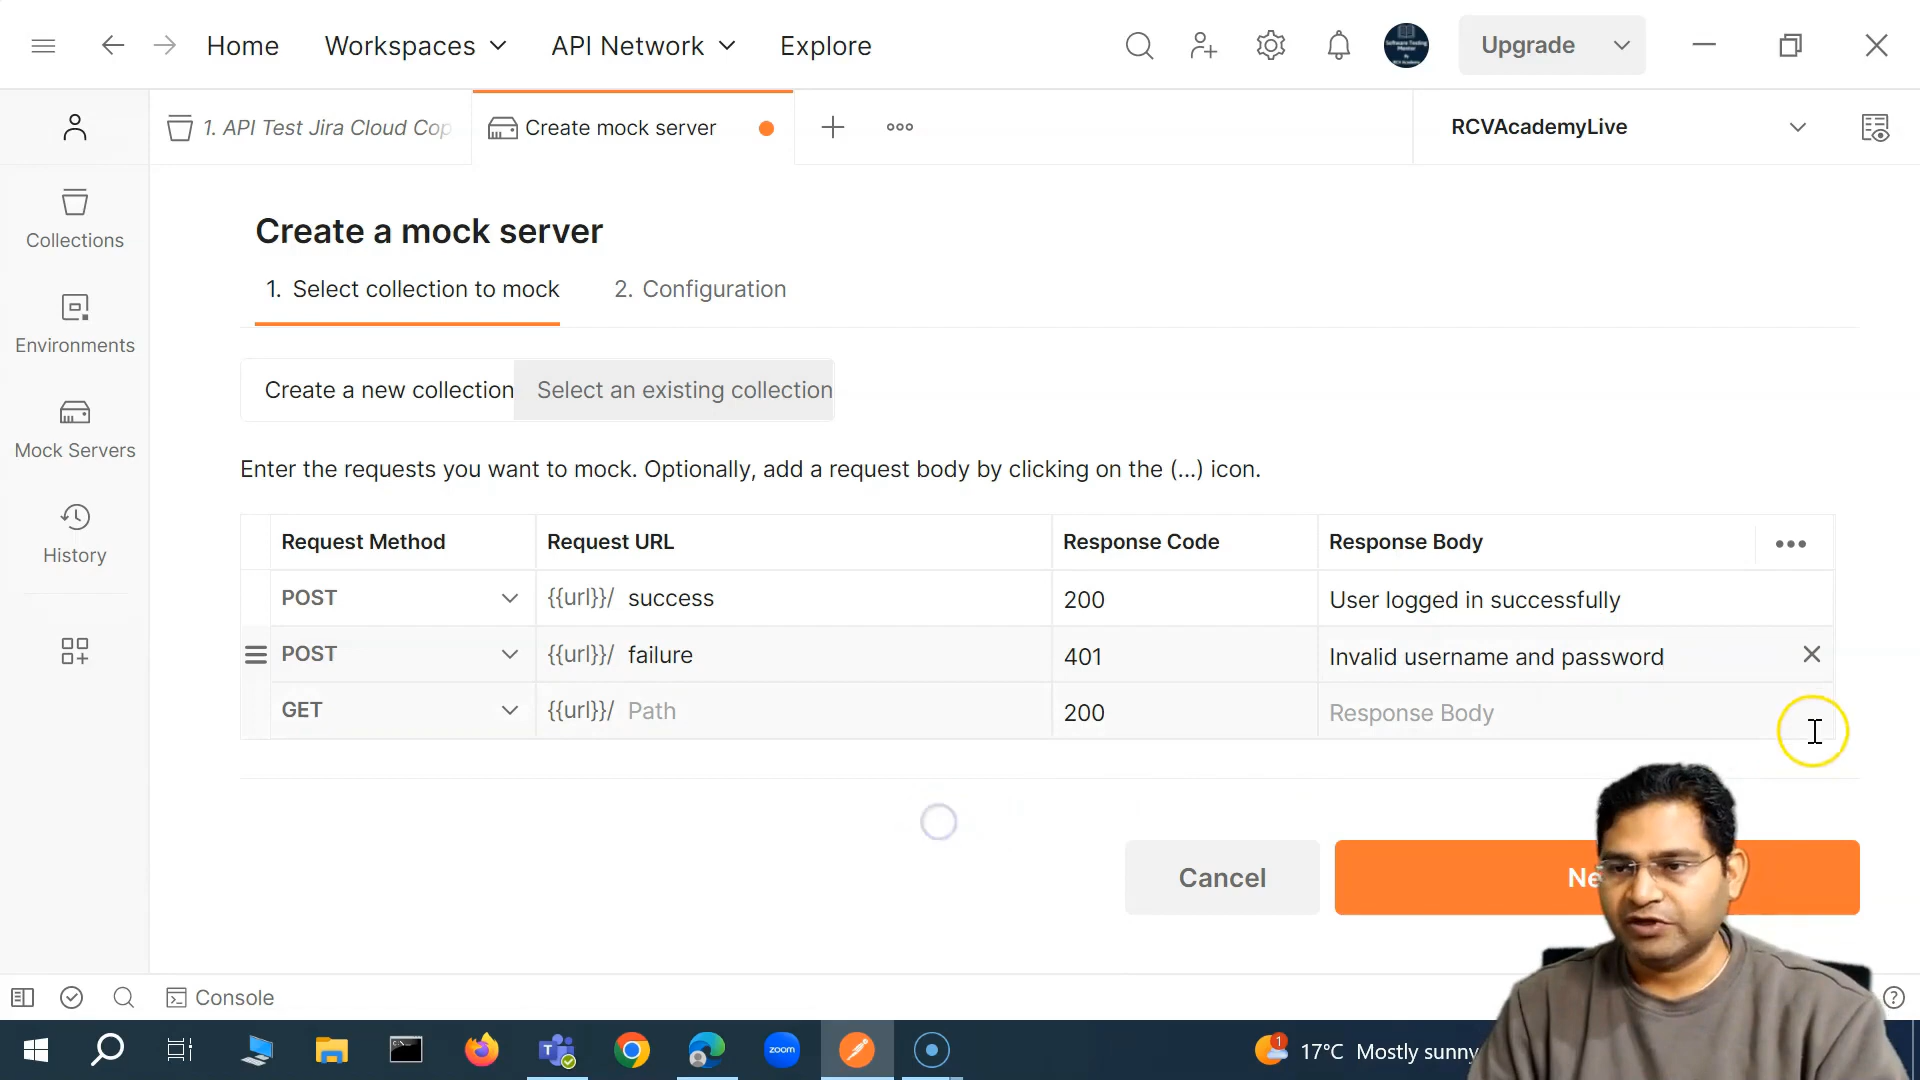 Home Workspaces API Network Explore Upgrade
1. API Test Jira Cloud Cop Create mock server RCVAcademyLive
Collections
Environments
Mock Servers
History
Create a mock server
1. Select collection to mock 2. Configuration
Create a new collection Select an existing collection
Enter the requests you want to mock. Optionally, add a request body by clicking on the (...) icon.
Request Method Request URL Response Code Response Body
POST {{url}}/ success 200 User logged in successfully
POST {{url}}/ failure 401 Invalid username and password
GET {{url}}/ Path 200 Response Body
Cancel
Console
zoom
1 17°C Mostly sunny